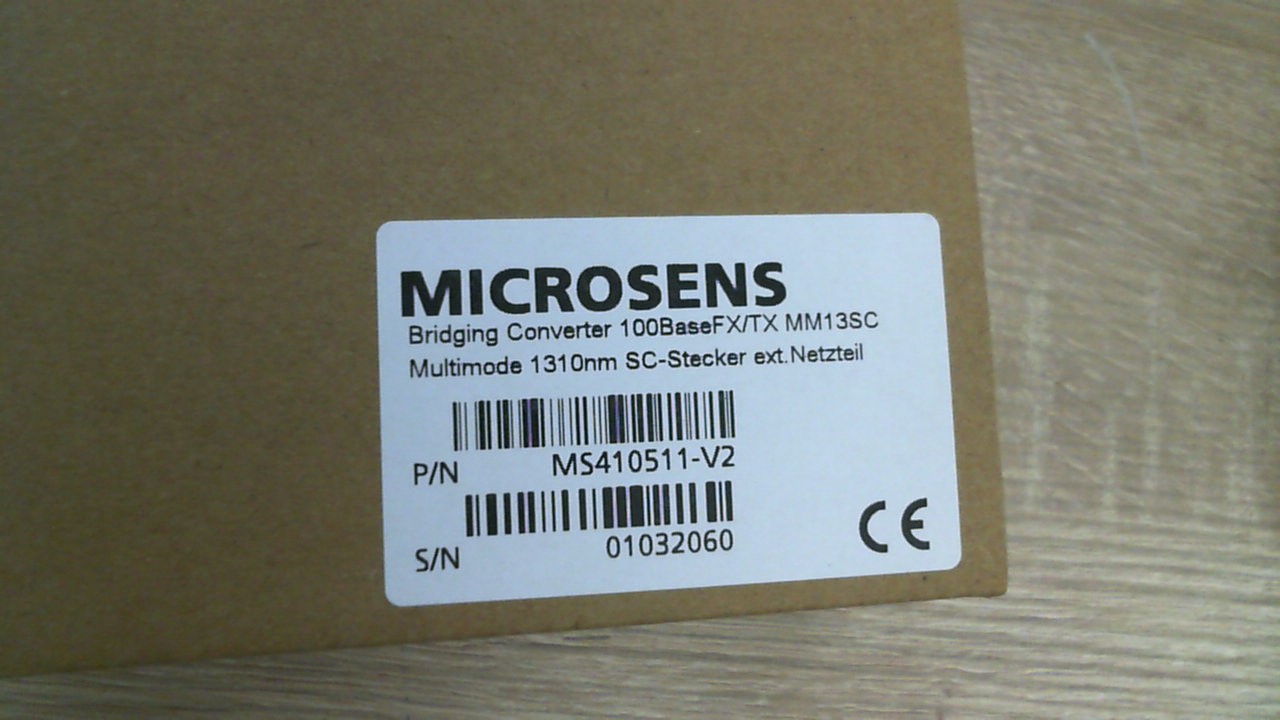 MICROSENS
Bridging Converter 100BaseFX/TX MM13SC
Multimode 1310nm SC-Stecker ext.Netzteil
P/N MS410511-V2
S/N 01032060
CE